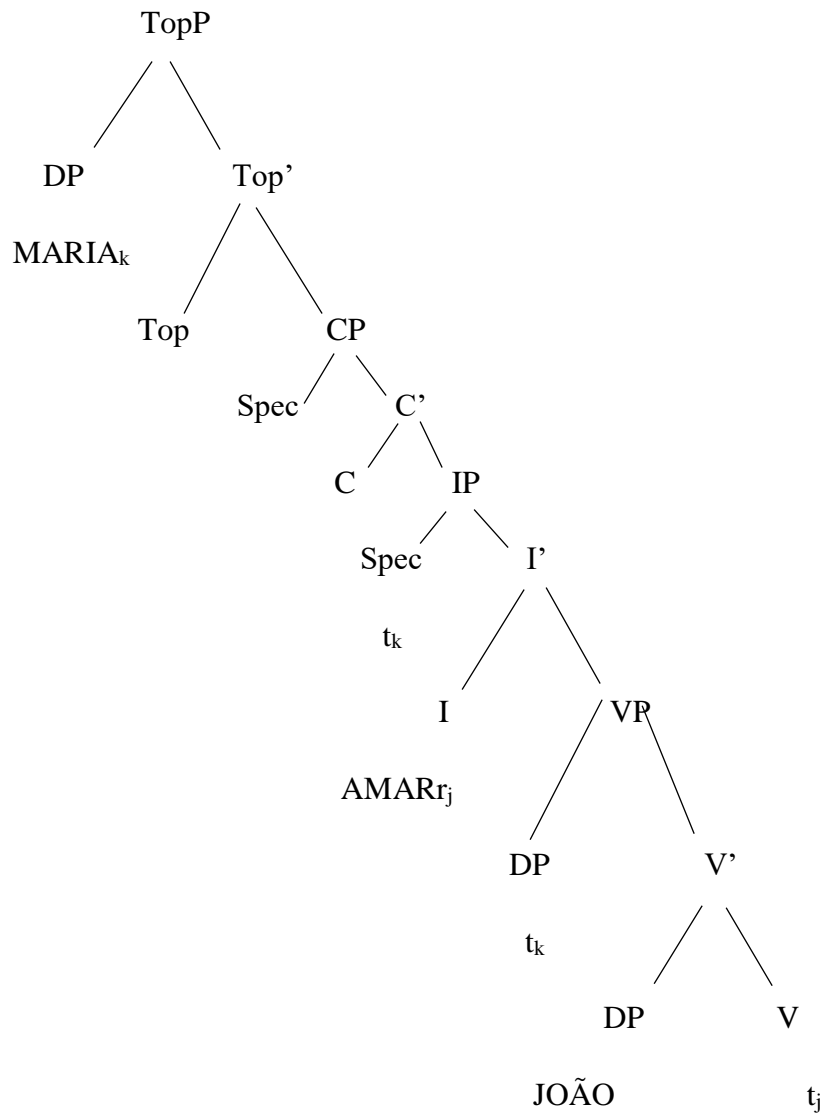 TopP
DP Top’
MARIAk
Top CP
Spec C’
C IP
Spec I’
tk
I VP
AMARrj
DP V’
tk
DP V
JOÃO tj